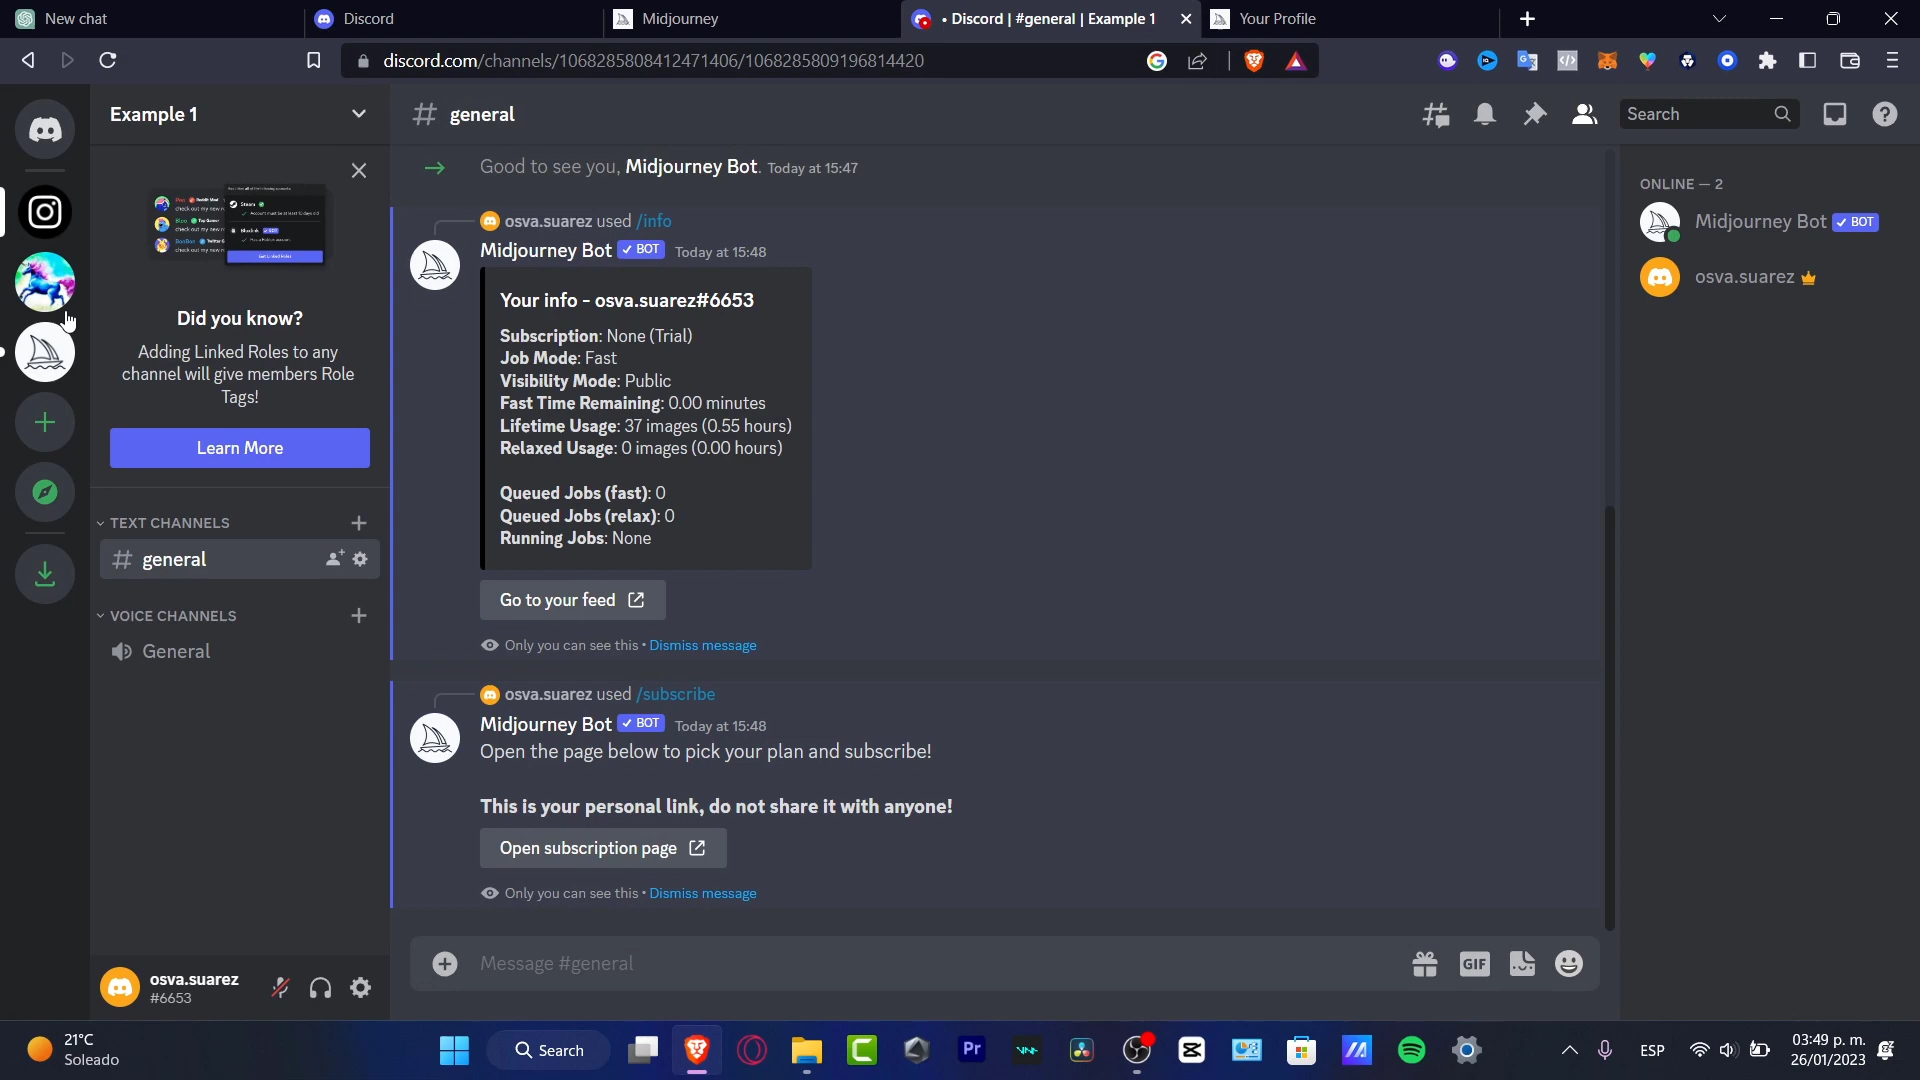 New chat
Discord
Midjourney
• Discord | #general | Example 1
Your Profile
discord.com/channels/1068285808412471406/1068285809196814420
Example 1
general
Search
Good to see you, Midjourney Bot. Today at 15:47
ONLINE — 2
Midjourney Bot BOT
osva.suarez
osva.suarez used /info
Midjourney Bot BOT Today at 15:48
Your info - osva.suarez#6653
Subscription: None (Trial)
Job Mode: Fast
Visibility Mode: Public
Fast Time Remaining: 0.00 minutes
Lifetime Usage: 37 images (0.55 hours)
Relaxed Usage: 0 images (0.00 hours)
Queued Jobs (fast): 0
Queued Jobs (relax): 0
Running Jobs: None
Go to your feed
Only you can see this • Dismiss message
Did you know?
Adding Linked Roles to any
channel will give members Role
Tags!
Learn More
TEXT CHANNELS
general
VOICE CHANNELS
General
osva.suarez used /subscribe
Midjourney Bot BOT Today at 15:48
Open the page below to pick your plan and subscribe!
This is your personal link, do not share it with anyone!
Open subscription page
Only you can see this • Dismiss message
Message #general
GIF
osva.suarez
#6653
21°C
Soleado
Search
Pr
ESP
03:49 p. m.
26/01/2023